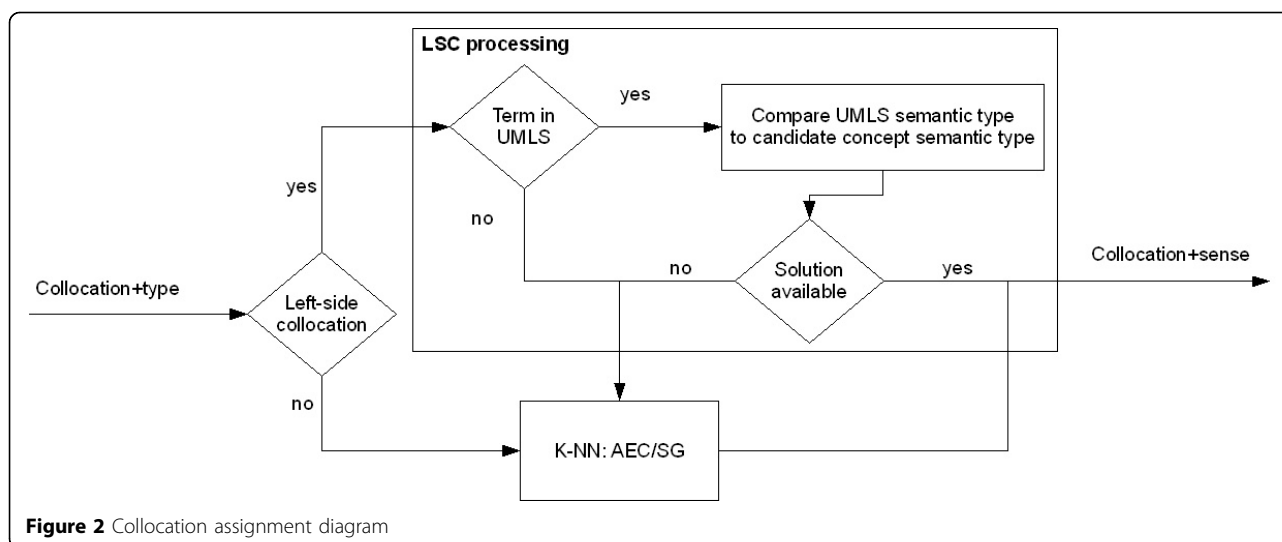 LSC processing
Term in
UMLS
yes
Compare UMLS semantic type
to candidate concept semantic type
yes
no
Collocation+type
Left-side
collocation
no
Solution
available
yes
Collocation+sense
no
K-NN: AEC/SG
Figure 2 Collocation assignment diagram